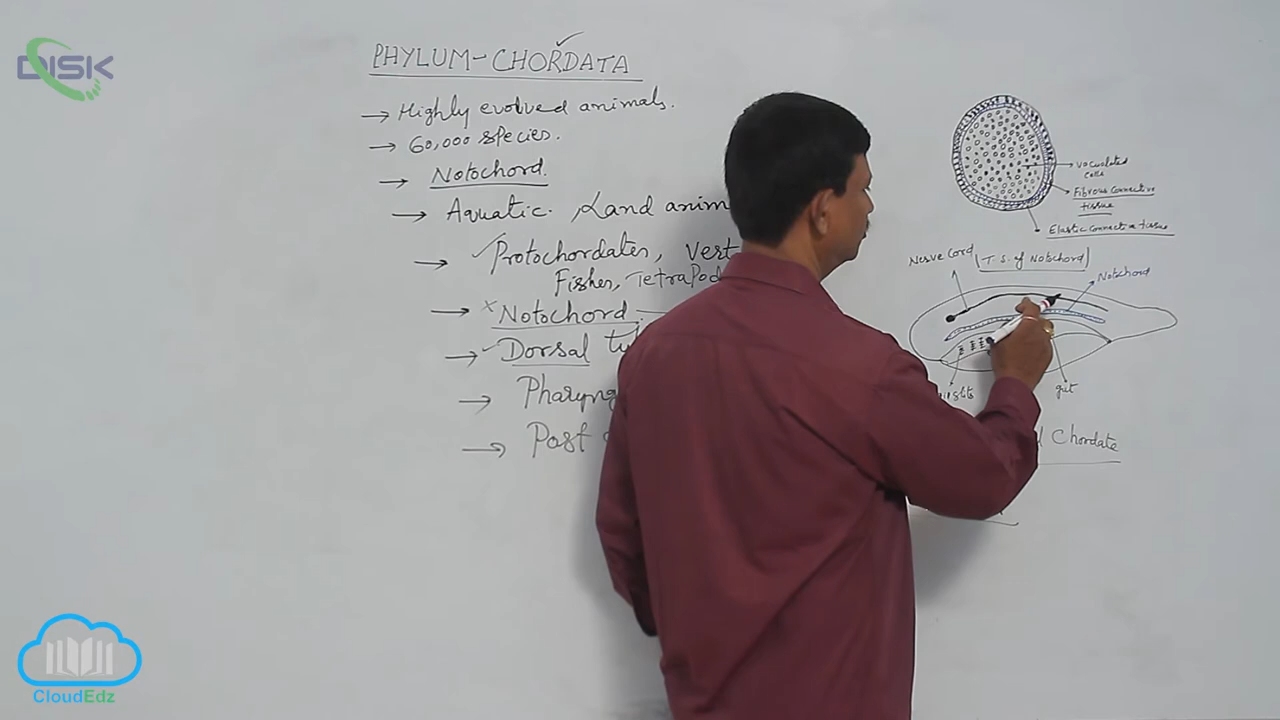 DISK
PHYLUM-CHORDATA
→ Highly evolved animals.
→ 60,000 species.
→ Notochord.
→ Aquatic. , Land anim
→ Protochordates, Vert
Fishes, Tetrapod
→ Notochord
→ Dorsal tu
→ Pharyng
→ Post
vacuolated
cells
Fibrous connective
tissue
Elastic connective tissue
(T.S. of Notochord)
Nerve cord
Notochord
slits
gut
Chordate
CloudEdz